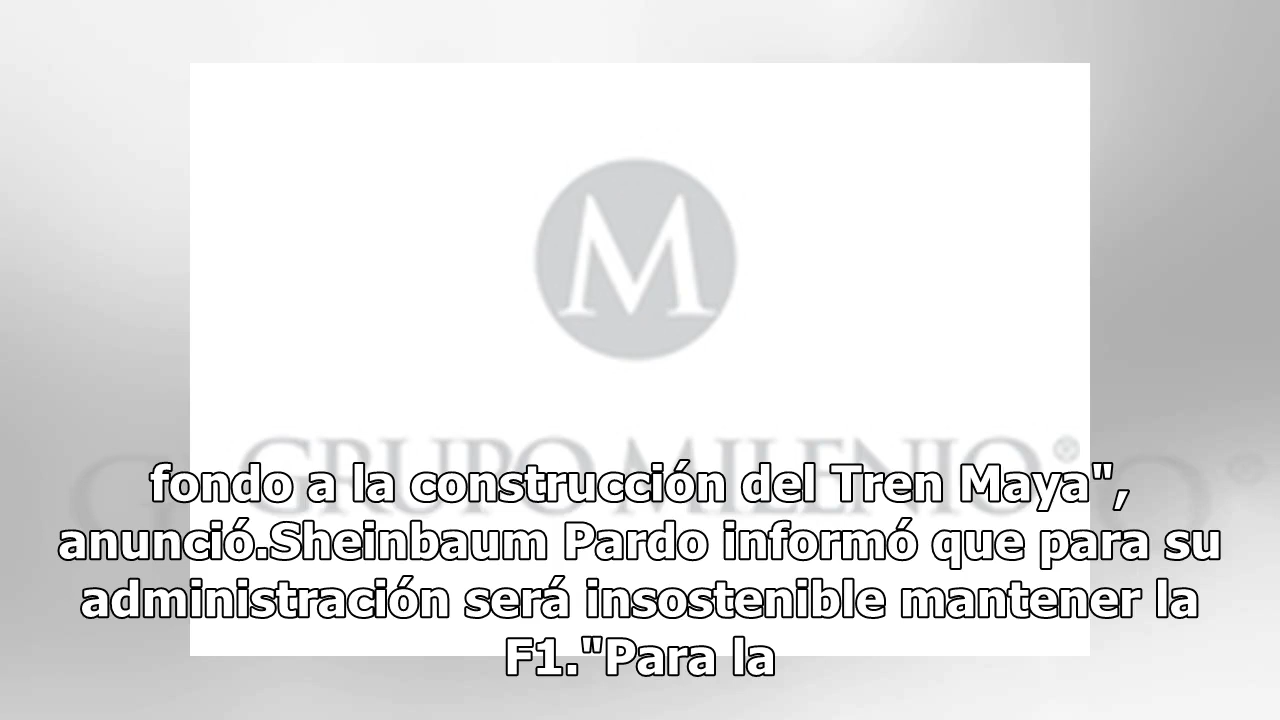 M
GRUPO MILENIO®
fondo a la construcción del Tren Maya",
anunció.Sheinbaum Pardo informó que para su
administración será insostenible mantener la
F1."Para la